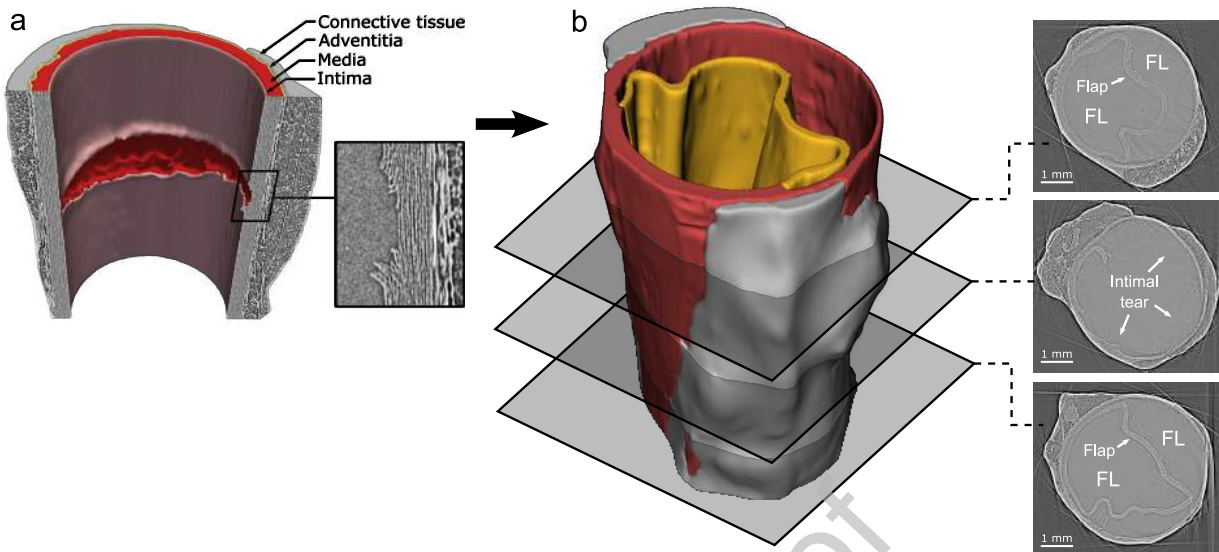 a
Connective tissue
Adventitia
Media
Intima
b
FL
Flap
FL
1 mm
Intimal
tear
1 mm
FL
Flap
FL
1 mm